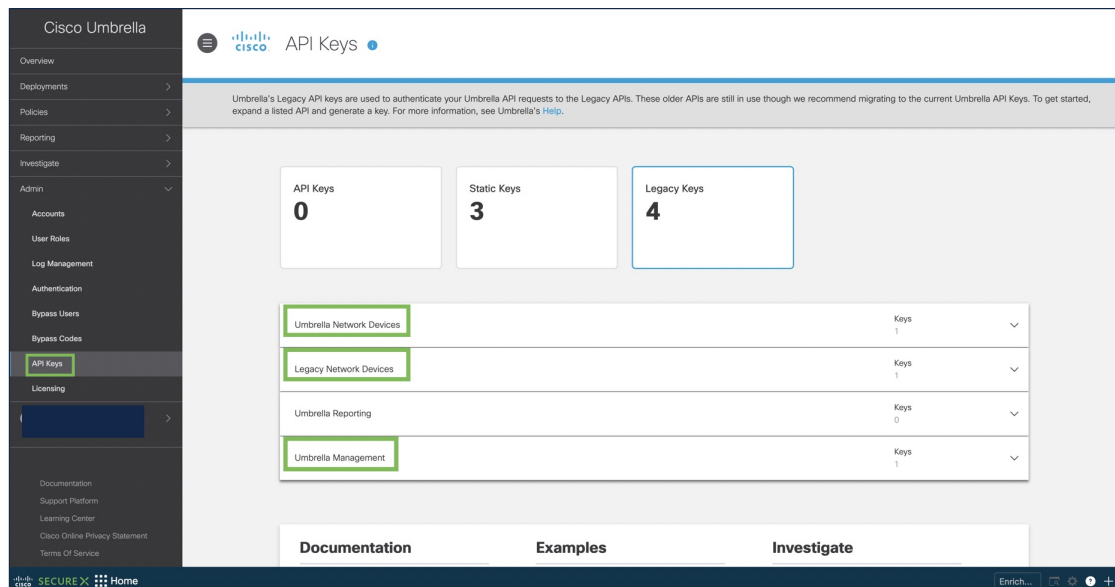 Cisco Umbrella
Overview
Deployments
Policies
Reporting
Investigate
Admin
Accounts
User Roles
Log Management
Authentication
Bypass Users
Bypass Codes
API Keys
Licensing
Documentation
Support Platform
Learning Center
Cisco Online Privacy Statement
Terms Of Service
CISCO API Keys
Umbrella's Legacy API keys are used to authenticate your Umbrella API requests to the Legacy APIs. These older APIs are still in use though we recommend migrating to the current Umbrella API Keys. To get started,
expand a listed API and generate a key. For more information, see Umbrella's Help.
API Keys
0
Static Keys
3
Legacy Keys
4
Umbrella Network Devices
Keys
1
Legacy Network Devices
Keys
1
Umbrella Reporting
Keys
0
Umbrella Management
Keys
1
Documentation
Examples
Investigate
CISCO SECUREX Home
Enrich...